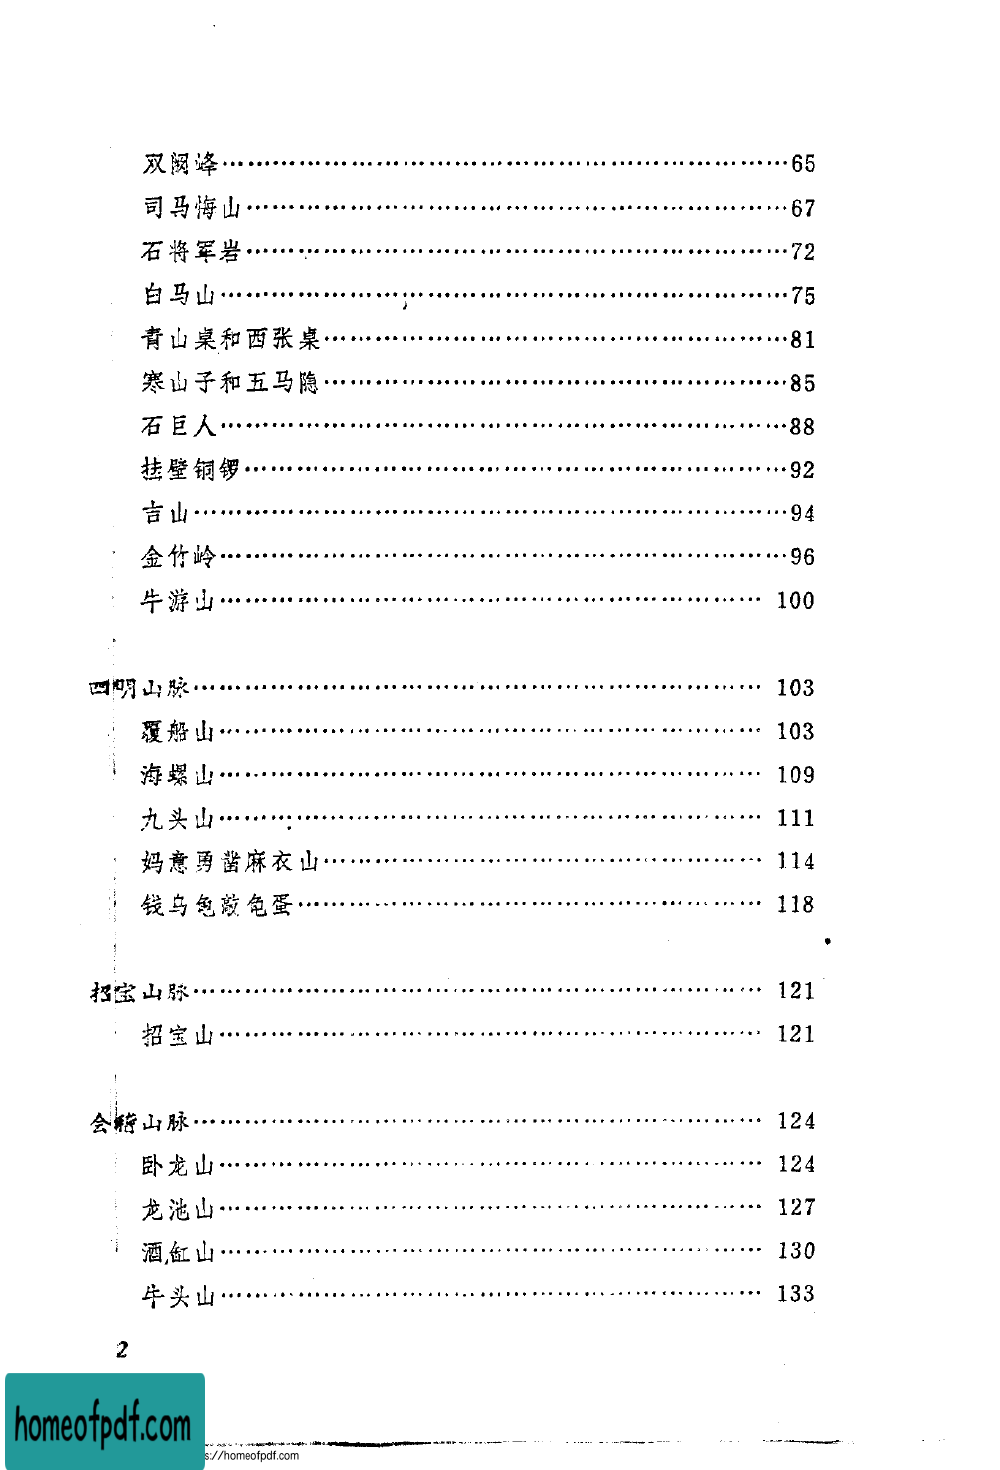 双阙峰……65
司马悔山……67
石将军岩……72
白马山……75
青山桌和西张桌……81
寒山子和五马隐……85
石巨人……88
挂壁铜锣……92
吉山……94
金竹岭……96
牛游山……100
四明山脉……103
覆船山……103
海螺山……109
九头山……111
妈意勇凿麻衣山……114
钱乌龟敲龟蛋……118
招宝山脉……121
招宝山……121
会稽山脉……124
卧龙山……124
龙池山……127
酒缸山……130
牛头山……133
2
homeofpdf.com
s://homeofpdf.com